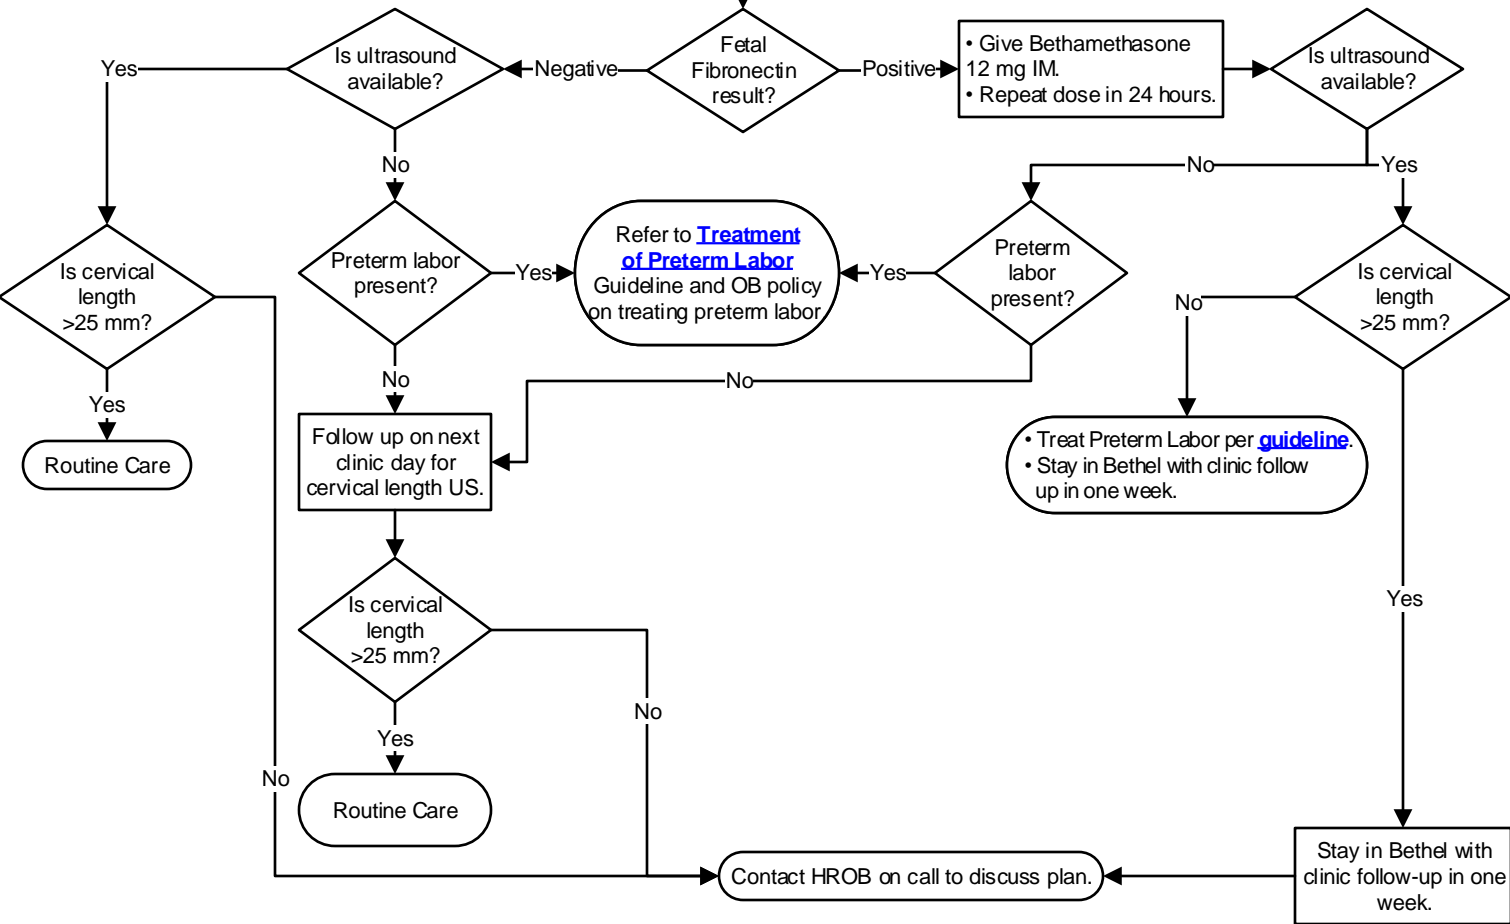 Is ultrasound
available?
Yes
Negative
Fetal
Fibronectin
result?
Positive
• Give Bethamethasone
12 mg IM.
• Repeat dose in 24 hours.
Is ultrasound
available?
No
No
Yes
Is cervical
length
>25 mm?
Preterm labor
present?
Yes
Refer to Treatment
of Preterm Labor
Guideline and OB policy
on treating preterm labor
Yes
Preterm
labor
present?
Is cervical
length
>25 mm?
No
No
No
Yes
Routine Care
Follow up on next
clinic day for
cervical length US.
• Treat Preterm Labor per guideline.
• Stay in Bethel with clinic follow
up in one week.
Is cervical
length
>25 mm?
Yes
No
Yes
No
Routine Care
Contact HROB on call to discuss plan.
Stay in Bethel with
clinic follow-up in one
week.